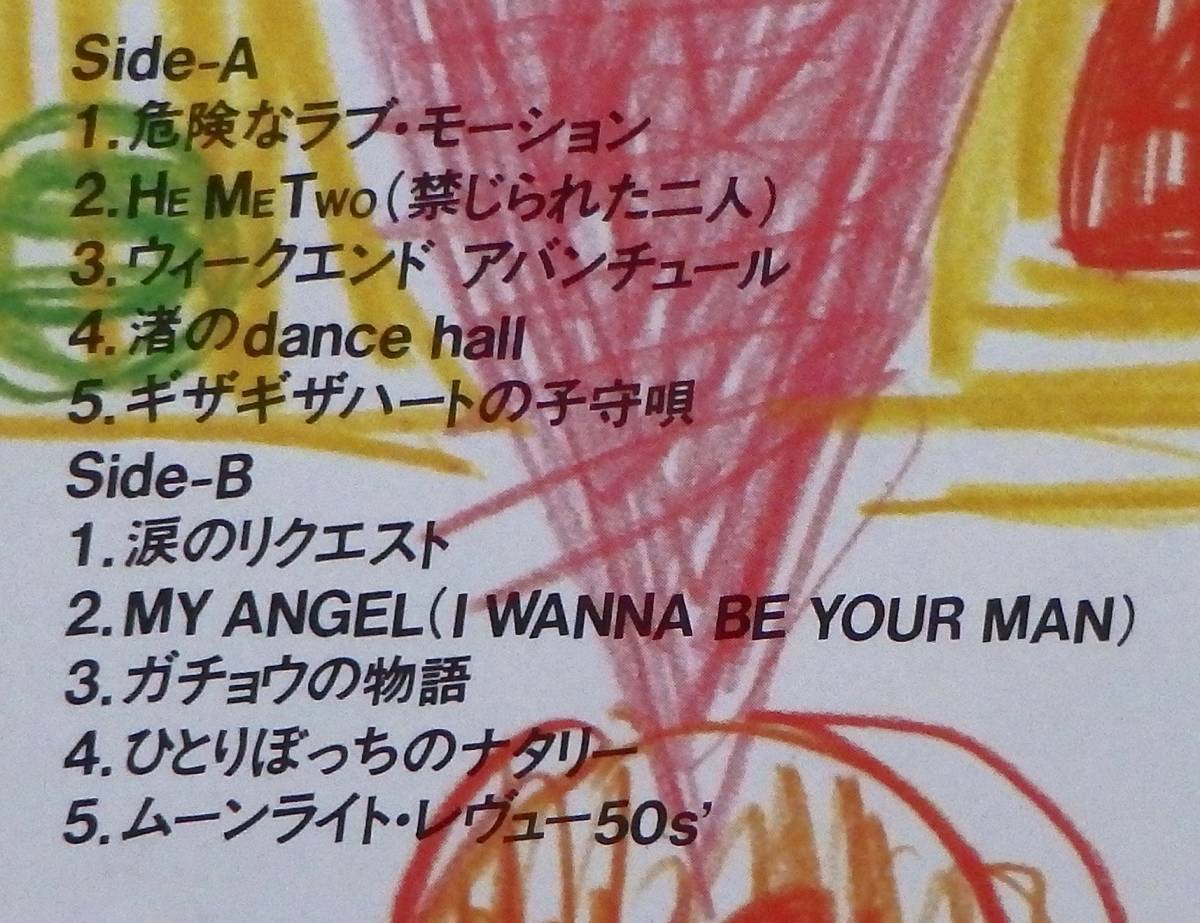 Side-A
1.危険なラブ・モーション
2.HE ME TWO(禁じられた二人)
3.ウィークエンド アバンチュール
4.渚のdance hall
5.ギザギザハートの子守唄
Side-B
1.涙のリクエスト
2.MY ANGEL(I WANNA BE YOUR MAN)
3.ガチョウの物語
4.ひとりぼっちのナタリー
5.ムーンライト・レヴュー50s'